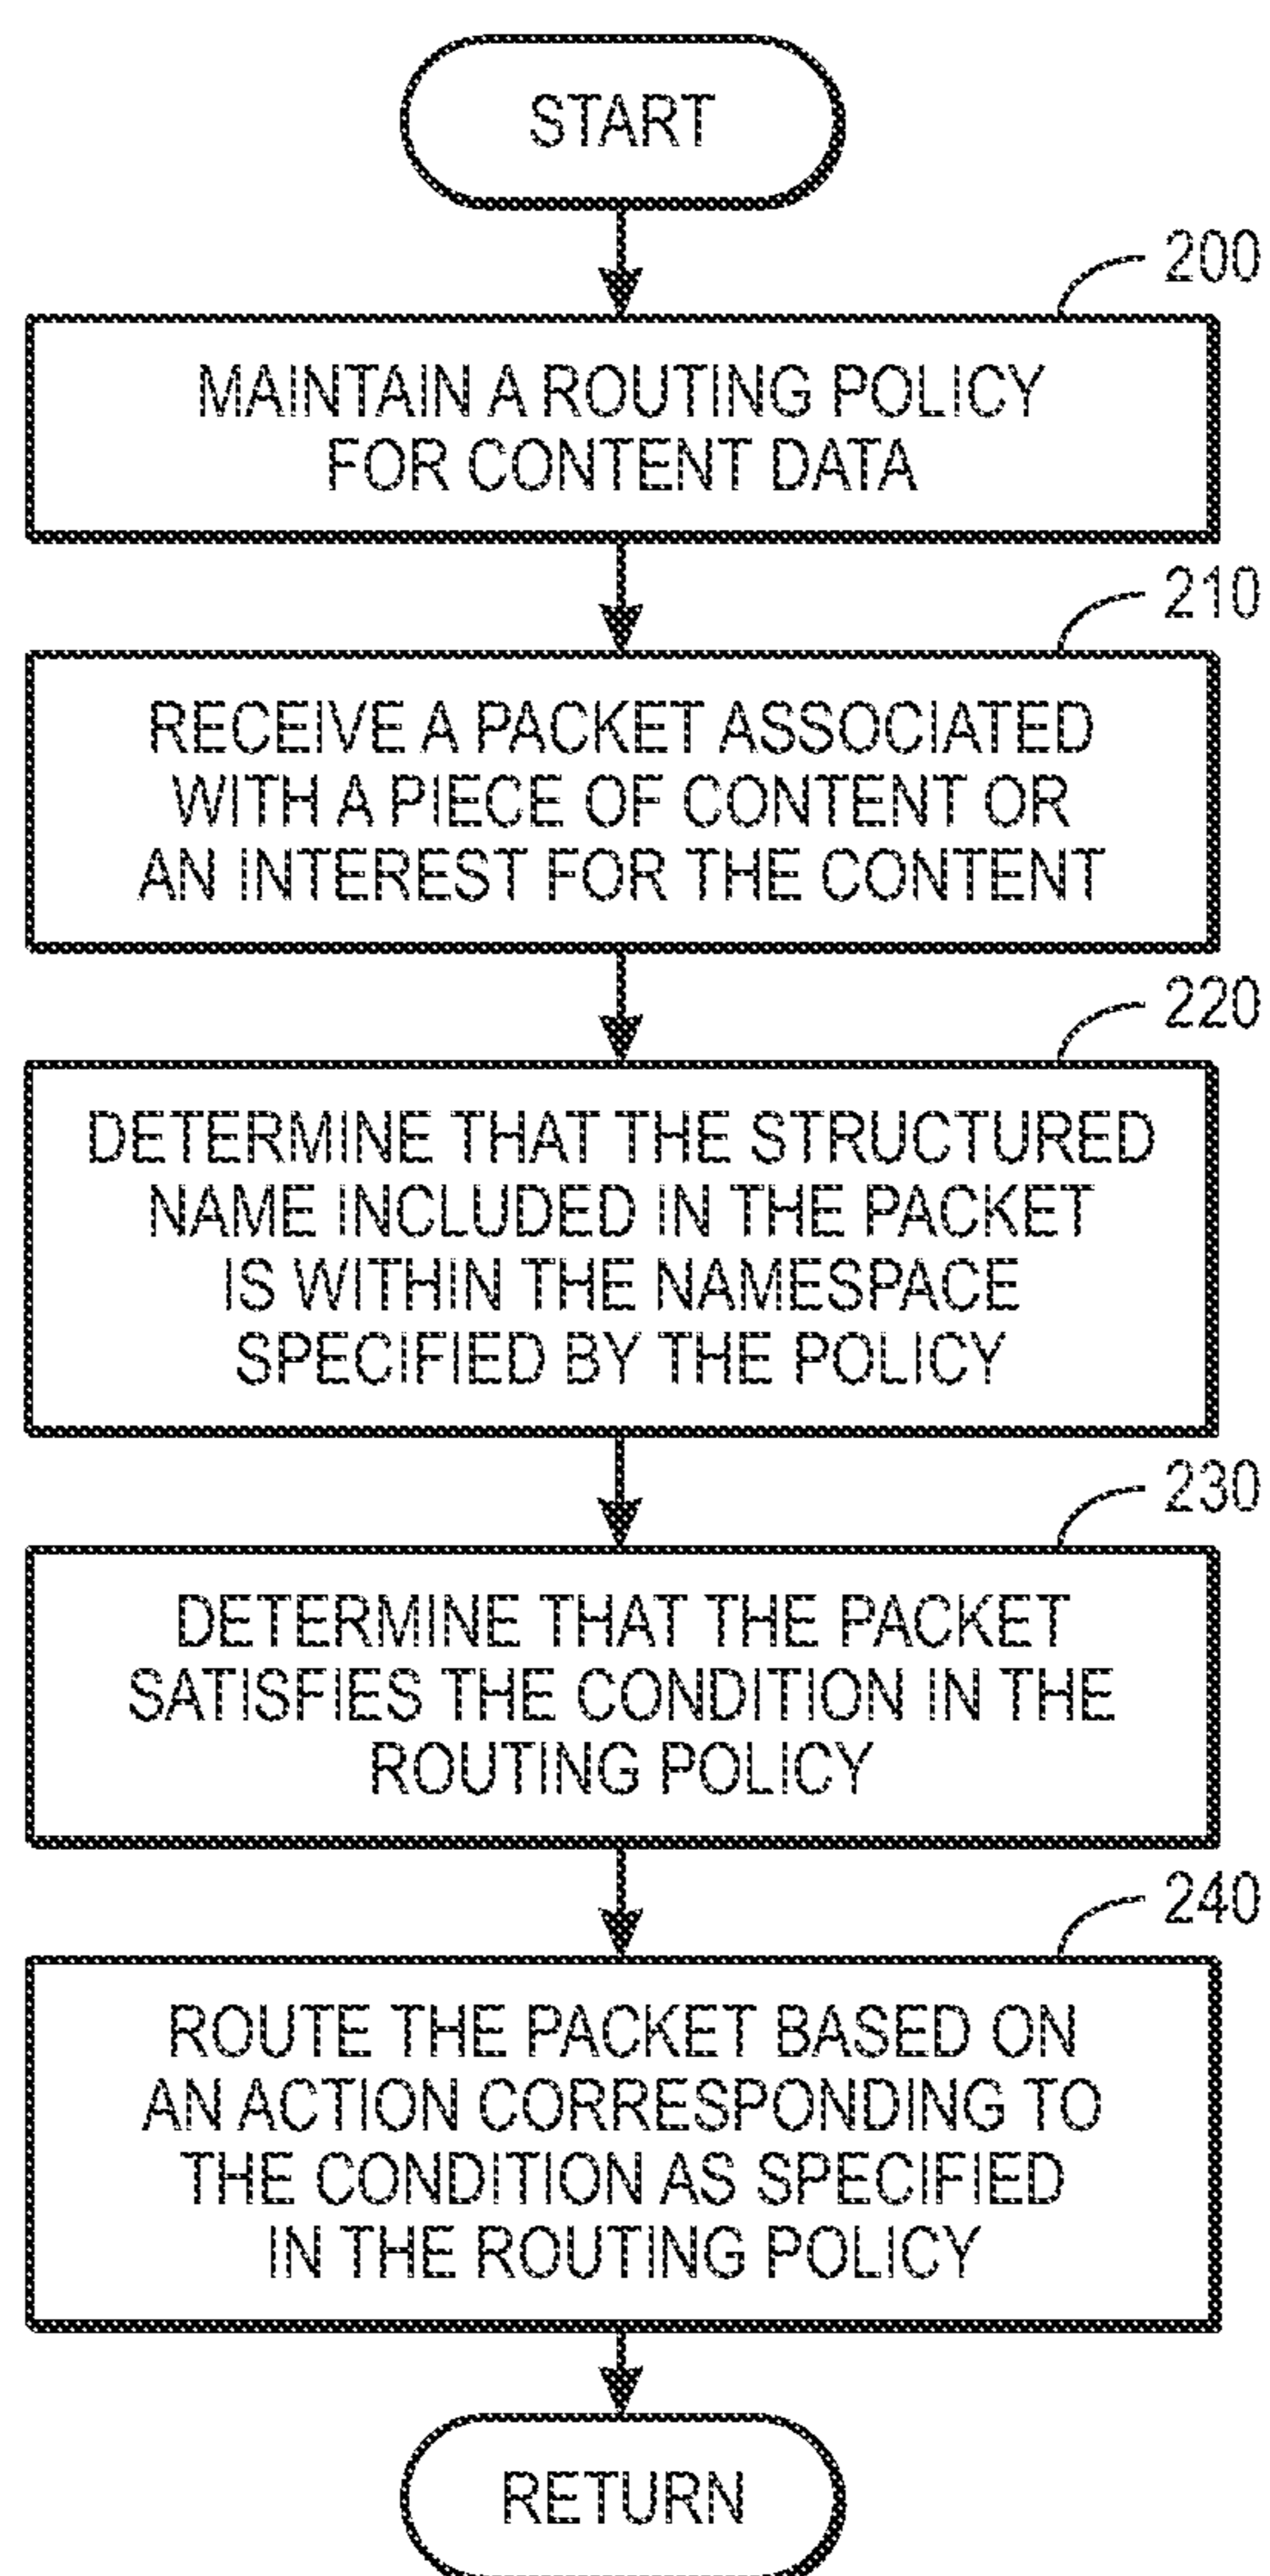 START
200
MAINTAIN A ROUTING POLICY
FOR CONTENT DATA
210
RECEIVE A PACKET ASSOCIATED
WITH A PIECE OF CONTENT OR
AN INTEREST FOR THE CONTENT
220
DETERMINE THAT THE STRUCTURED
NAME INCLUDED IN THE PACKET
IS WITHIN THE NAMESPACE
SPECIFIED BY THE POLICY
230
DETERMINE THAT THE PACKET
SATISFIES THE CONDITION IN THE
ROUTING POLICY
240
ROUTE THE PACKET BASED ON
AN ACTION CORRESPONDING TO
THE CONDITION AS SPECIFIED
IN THE ROUTING POLICY
RETURN